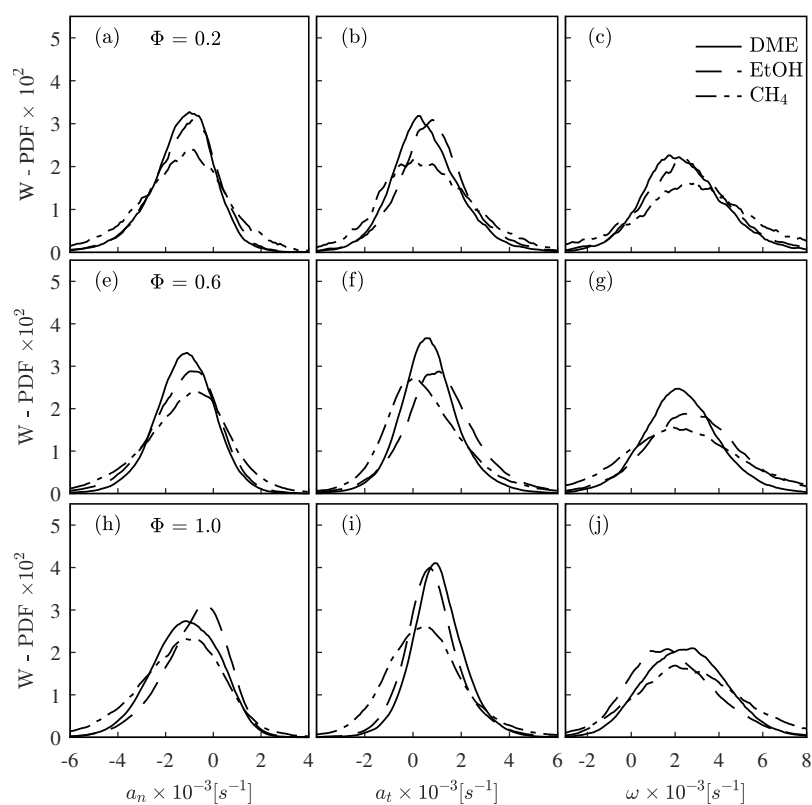 (a) Φ = 0.2
(b)
(c)
DME
EtOH
CH₄
W - PDF × 10²
5
4
3
2
1
0
(e) Φ = 0.6
(f)
(g)
W - PDF ×10²
5
4
3
2
1
0
(h) Φ = 1.0
(i)
(j)
W - PDF ×10²
5
4
3
2
1
0
-6 -4 -2 0 2 4
-2 0 2 4 6
-2 0 2 4 6 8
aₙ × 10⁻³[s⁻¹]
aₜ × 10⁻³[s⁻¹]
ω × 10⁻³[s⁻¹]